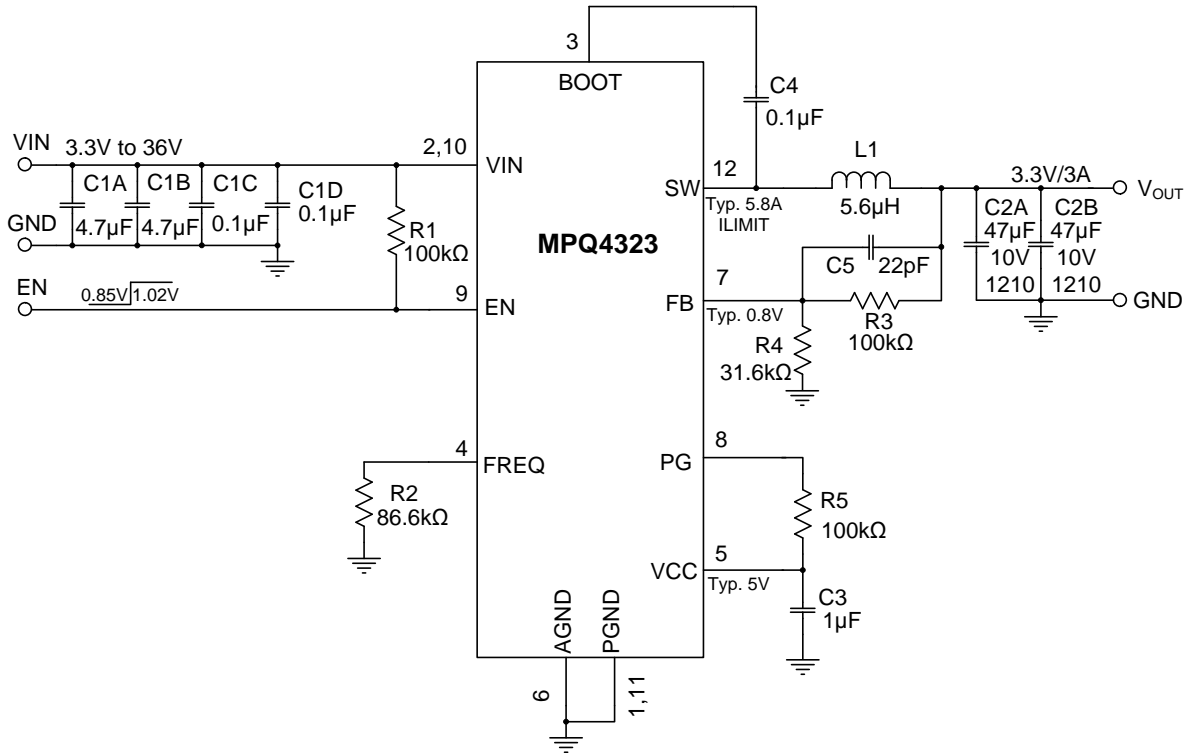 3
BOOT
C4
0.1µF
VIN
3.3V to 36V
2,10
VIN
C1A
C1B
C1C
C1D
0.1µF
4.7µF
4.7µF
0.1µF
GND
R1
100kΩ
EN
0.85V
1.02V
9
EN
MPQ4323
12
SW
Typ. 5.8A
ILIMIT
L1
5.6µH
3.3V/3A
VOUT
C2A
47µF
10V
1210
C2B
47µF
10V
1210
GND
C5
22pF
7
FB
Typ. 0.8V
R3
100kΩ
R4
31.6kΩ
4
FREQ
R2
86.6kΩ
8
PG
R5
100kΩ
5
VCC
Typ. 5V
C3
1µF
AGND
PGND
6
1,11